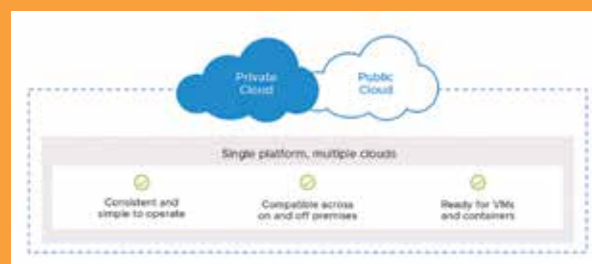 Private
Cloud
Public
Cloud
Single platform, multiple clouds
Consistent and
simple to operate
Compatible across
on and off premises
Ready for VMs
and containers